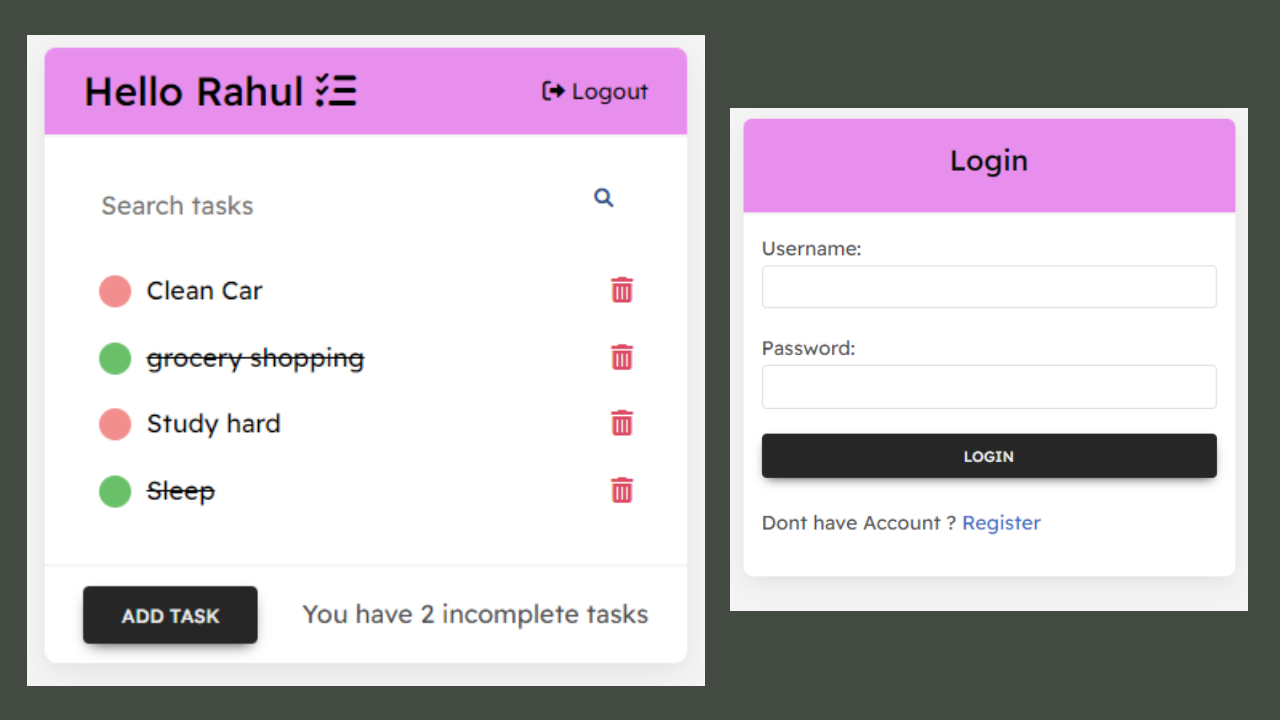 Hello Rahul
Logout
Search tasks
Clean Car
grocery shopping
Study hard
Sleep
ADD TASK
You have 2 incomplete tasks
Login
Username:
Password:
LOGIN
Dont have Account ? Register